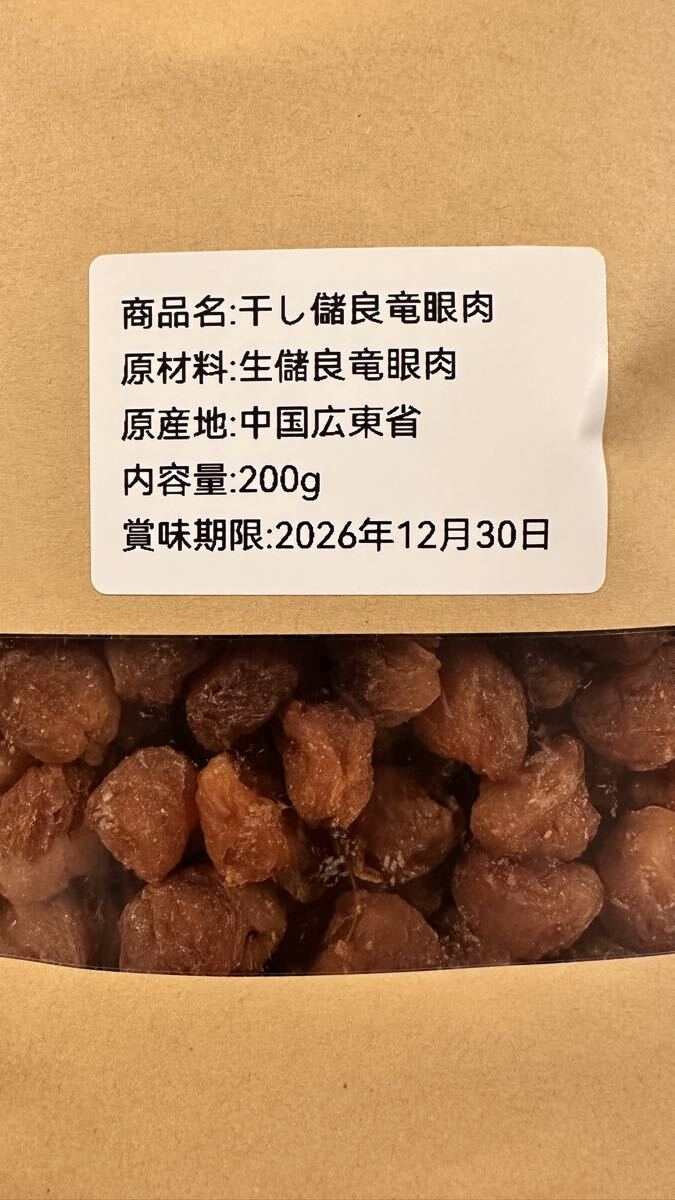 商品名:干し儲良竜眼肉
原材料:生儲良竜眼肉
原産地:中国広東省
内容量:200g
賞味期限:2026年12月30日